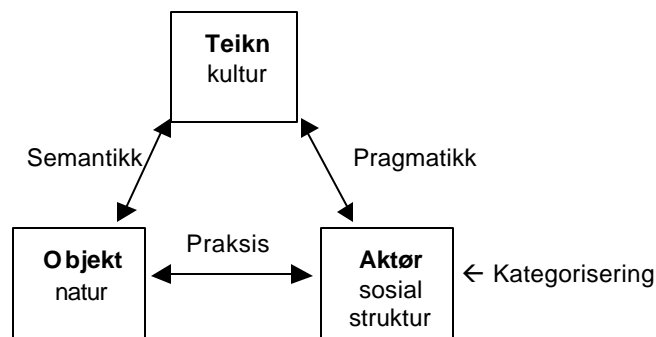 Teikn
kultur
Semantikk
Pragmatikk
Objekt
natur
Praksis
Aktør
sosial
struktur
← Kategorisering